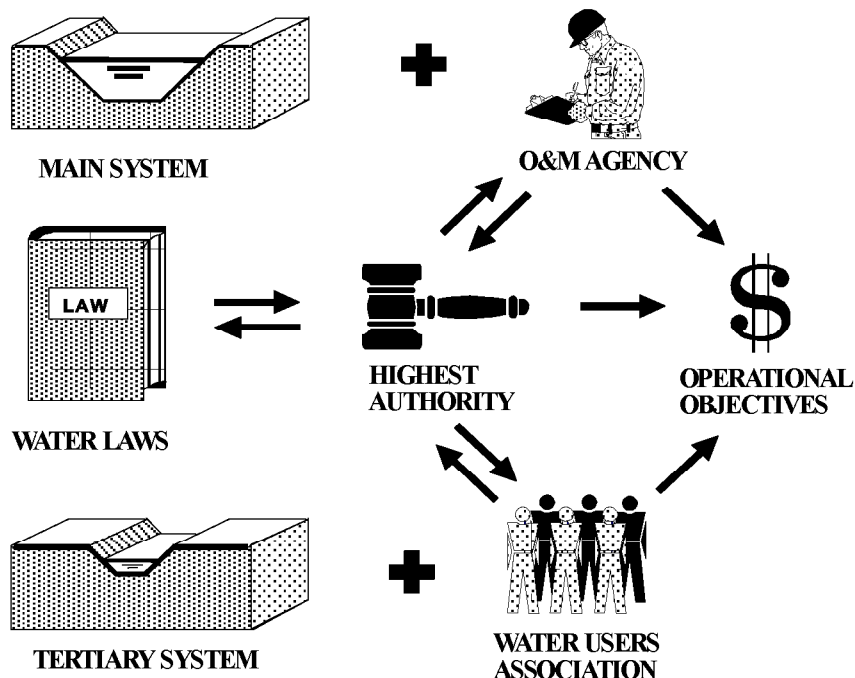 MAIN SYSTEM
O&M AGENCY
LAW
HIGHEST
AUTHORITY
OPERATIONAL
OBJECTIVES
WATER LAWS
TERTIARY SYSTEM
WATER USERS
ASSOCIATION